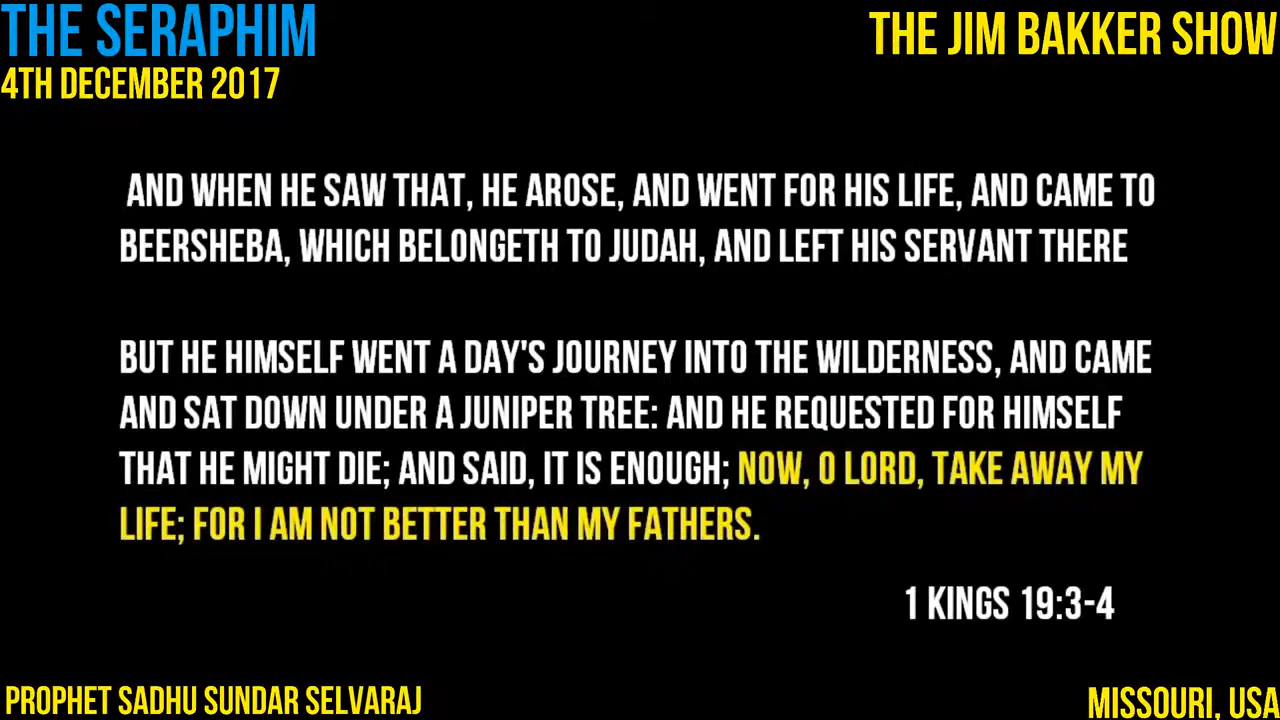 THE SERAPHIM
THE JIM BAKKER SHOW
4TH DECEMBER 2017
AND WHEN HE SAW THAT, HE AROSE, AND WENT FOR HIS LIFE, AND CAME TO
BEERSHEBA, WHICH BELONGETH TO JUDAH, AND LEFT HIS SERVANT THERE
BUT HE HIMSELF WENT A DAY'S JOURNEY INTO THE WILDERNESS, AND CAME
AND SAT DOWN UNDER A JUNIPER TREE: AND HE REQUESTED FOR HIMSELF
THAT HE MIGHT DIE; AND SAID, IT IS ENOUGH; NOW, O LORD, TAKE AWAY MY
LIFE; FOR I AM NOT BETTER THAN MY FATHERS.
1 KINGS 19:3-4
PROPHET SADHU SUNDAR SELVARAJ
MISSOURI, USA